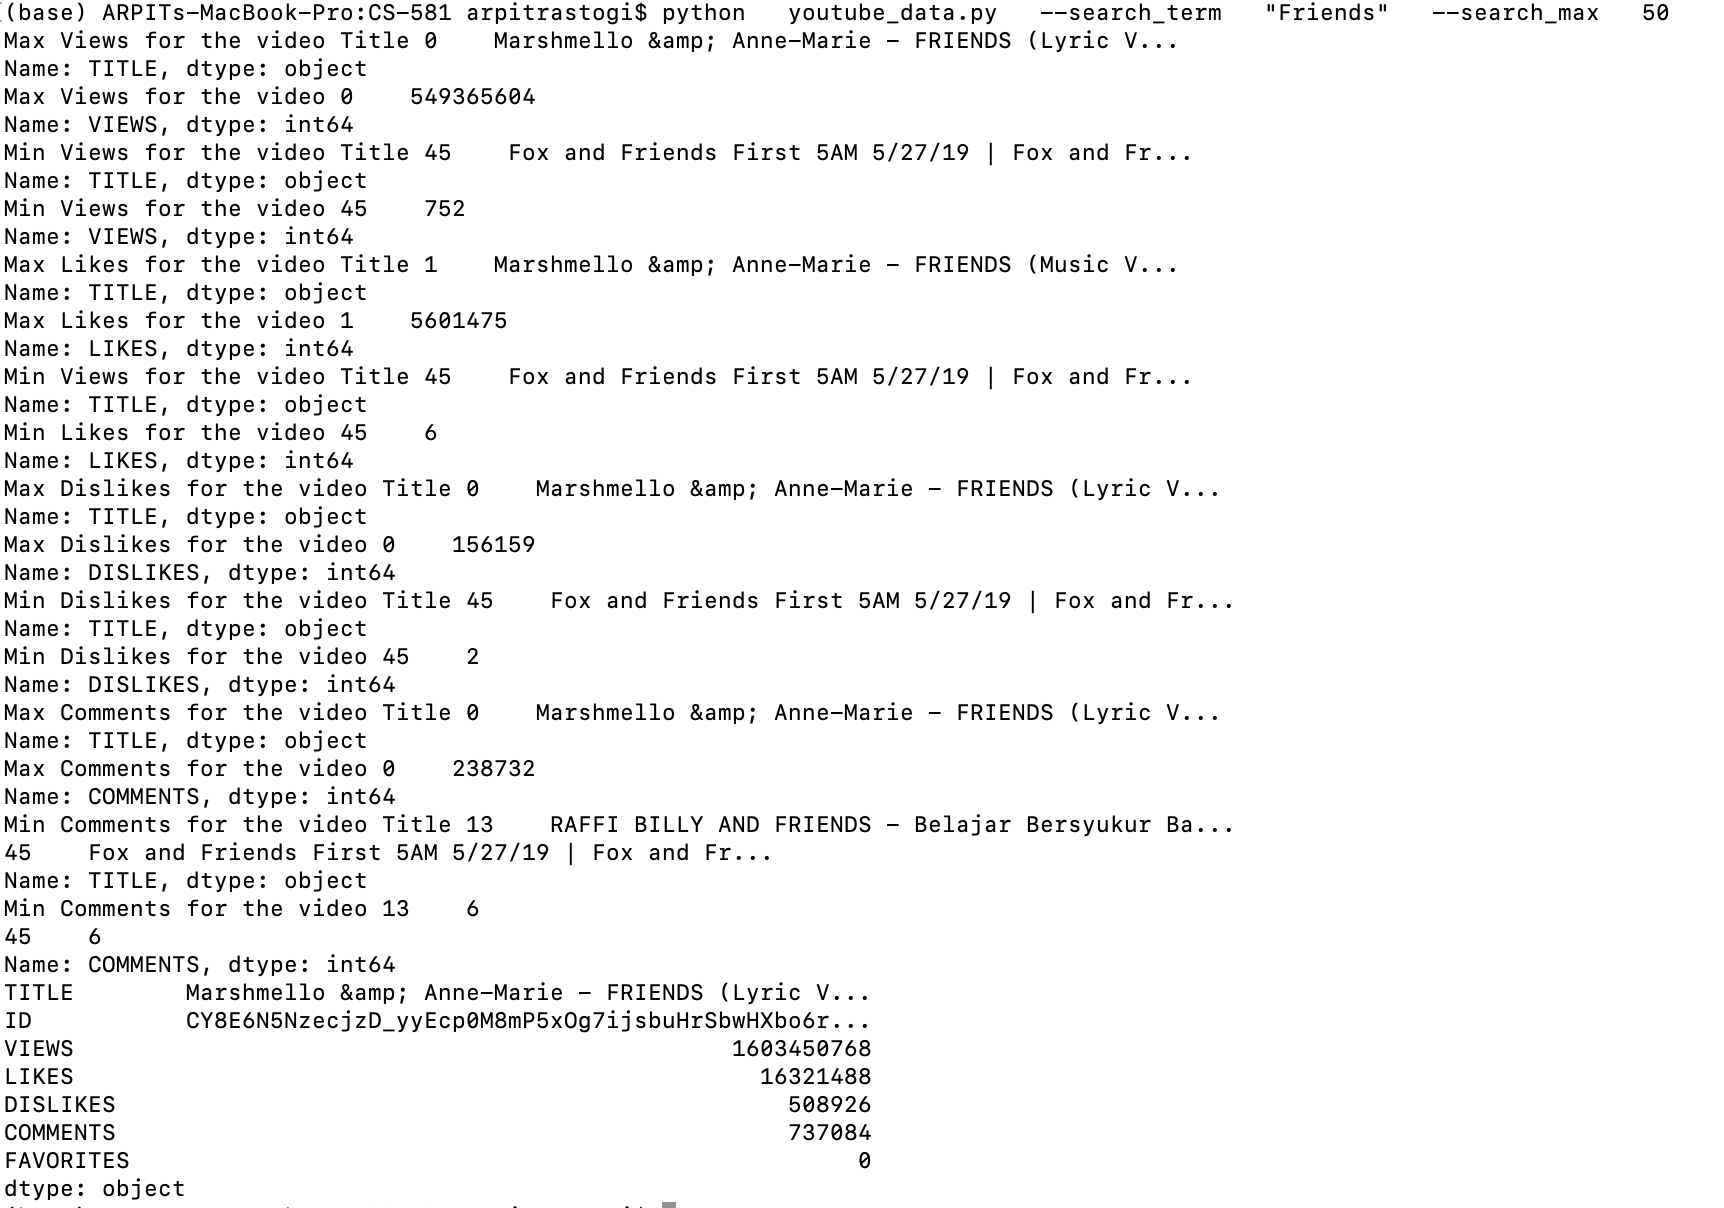 (base) ARPITs-MacBook-Pro:CS-581 arpitrastogi$ python   youtube_data.py   --search_term   "Friends"   --search_max   50
Max Views for the video Title 0    Marshmello &amp; Anne-Marie - FRIENDS (Lyric V...
Name: TITLE, dtype: object
Max Views for the video 0    549365604
Name: VIEWS, dtype: int64
Min Views for the video Title 45    Fox and Friends First 5AM 5/27/19 | Fox and Fr...
Name: TITLE, dtype: object
Min Views for the video 45    752
Name: VIEWS, dtype: int64
Max Likes for the video Title 1    Marshmello &amp; Anne-Marie - FRIENDS (Music V...
Name: TITLE, dtype: object
Max Likes for the video 1    5601475
Name: LIKES, dtype: int64
Min Views for the video Title 45    Fox and Friends First 5AM 5/27/19 | Fox and Fr...
Name: TITLE, dtype: object
Min Likes for the video 45    6
Name: LIKES, dtype: int64
Max Dislikes for the video Title 0    Marshmello &amp; Anne-Marie - FRIENDS (Lyric V...
Name: TITLE, dtype: object
Max Dislikes for the video 0    156159
Name: DISLIKES, dtype: int64
Min Dislikes for the video Title 45    Fox and Friends First 5AM 5/27/19 | Fox and Fr...
Name: TITLE, dtype: object
Min Dislikes for the video 45    2
Name: DISLIKES, dtype: int64
Max Comments for the video Title 0    Marshmello &amp; Anne-Marie - FRIENDS (Lyric V...
Name: TITLE, dtype: object
Max Comments for the video 0    238732
Name: COMMENTS, dtype: int64
Min Comments for the video Title 13    RAFFI BILLY AND FRIENDS - Belajar Bersyukur Ba...
45    Fox and Friends First 5AM 5/27/19 | Fox and Fr...
Name: TITLE, dtype: object
Min Comments for the video 13    6
45    6
Name: COMMENTS, dtype: int64
TITLE        Marshmello &amp; Anne-Marie - FRIENDS (Lyric V...
ID           CY8E6N5NzecjzD_yyEcp0M8mP5xOg7ijsbuHrSbwHXbo6r...
VIEWS                                               1603450768
LIKES                                                 16321488
DISLIKES                                                508926
COMMENTS                                                737084
FAVORITES                                                    0
dtype: object